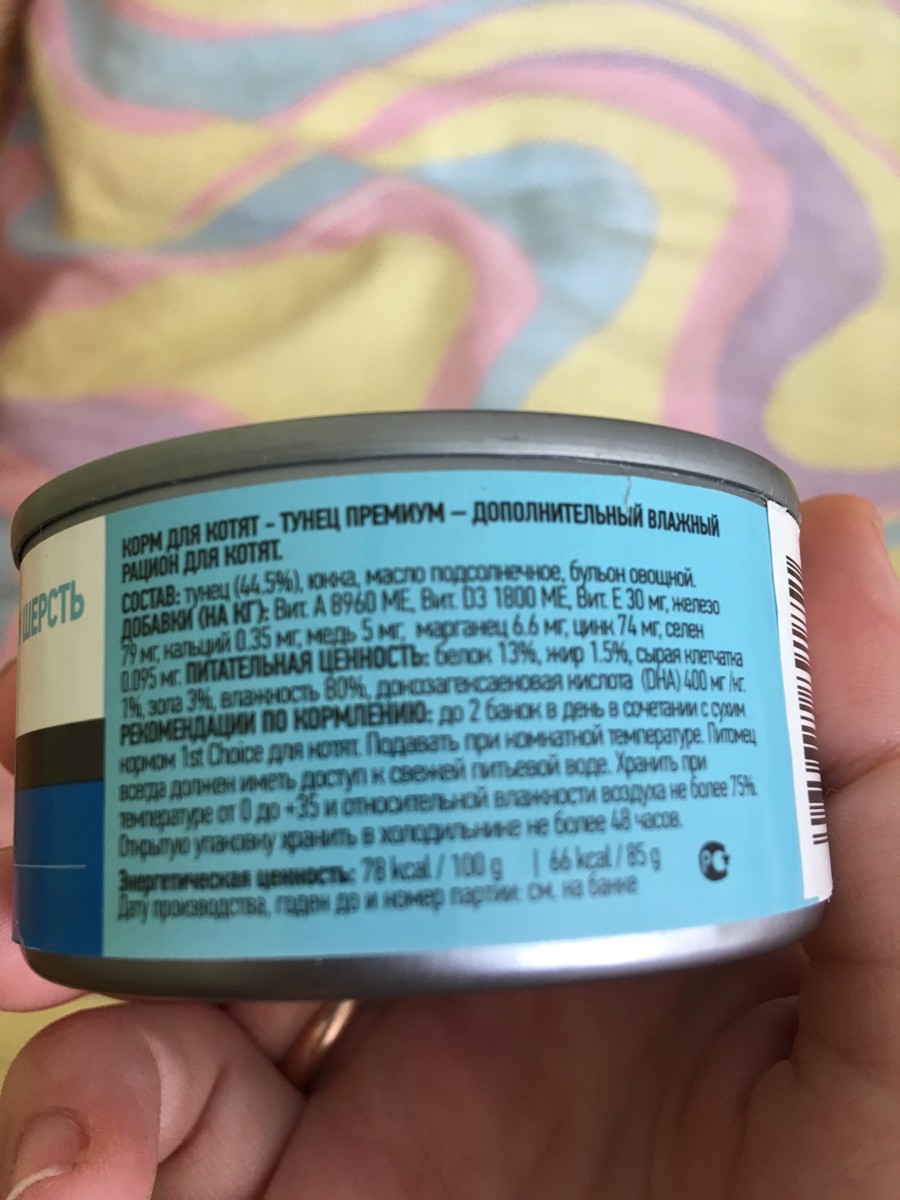 ШЕРСТЬ
КОРМ ДЛЯ КОТЯТ - ТУНЕЦ ПРЕМИУМ – ДОПОЛНИТЕЛЬНЫЙ ВЛАЖНЫЙ
РАЦИОН ДЛЯ КОТЯТ.
СОСТАВ: тунец (44.5%), юкка, масло подсолнечное, бульон овощной.
ДОБАВКИ (НА КГ): Вит. А 8960 МЕ, Вит. D3 1800 МЕ, Вит. Е 30 мг, железо
79 мг, кальций 0.35 мг, медь 5 мг, марганец 6.6 мг, цинк 74 мг, селен
0.095 мг. ПИТАТЕЛЬНАЯ ЦЕННОСТЬ: белок 13%, жир 1.5%, сырая клетчатка
1%, зола 3%, влажность 80%, докозагексаеновая кислота (DHA) 400 мг/кг.
РЕКОМЕНДАЦИИ ПО КОРМЛЕНИЮ: до 2 банок в день в сочетании с сухим
кормом 1st Choice для котят. Подавать при комнатной температуре. Питомец
всегда должен иметь доступ к свежей питьевой воде. Хранить при
температуре от 0 до +35 и относительной влажности воздуха не более 75%.
Открытую упаковку хранить в холодильнике не более 48 часов.
Энергетическая ценность: 78 kcal / 100 g | 66 kcal / 85 g
Дату производства, годен до и номер партии: см. на банке
РСТ